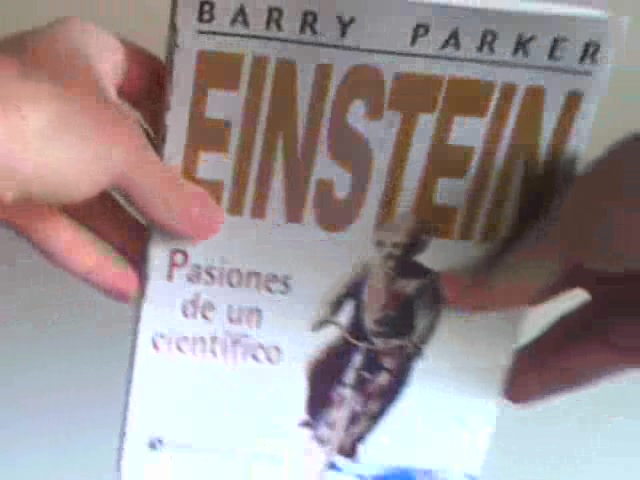 BARRY PARKER
EINSTEIN
Pasiones
de un
científico